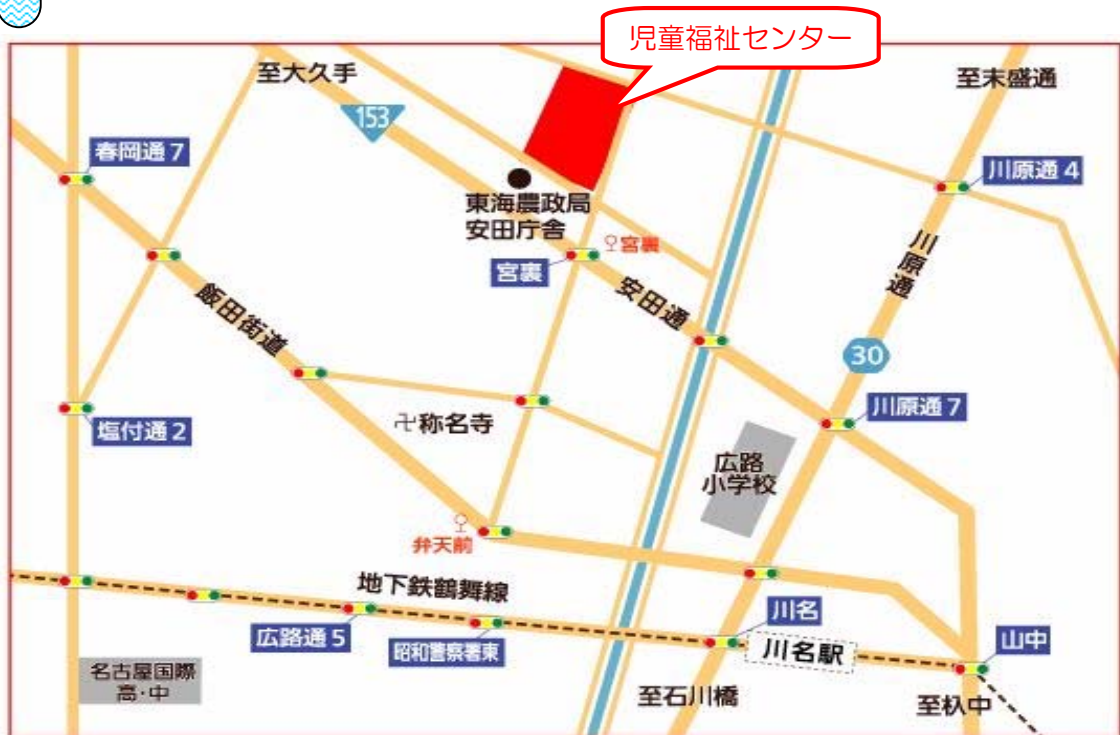 児童福祉センター
至大久手
至末盛通
153
春岡通7
川原通4
東海農政局
安田庁舎
宮裏
宮裏
川原通
飯田街道
安田通
30
塩付通2
卍称名寺
川原通7
広路
小学校
弁天前
地下鉄鶴舞線
広路通5
昭和警察署東
川名
川名駅
山中
名古屋国際
高・中
至石川橋
至杁中